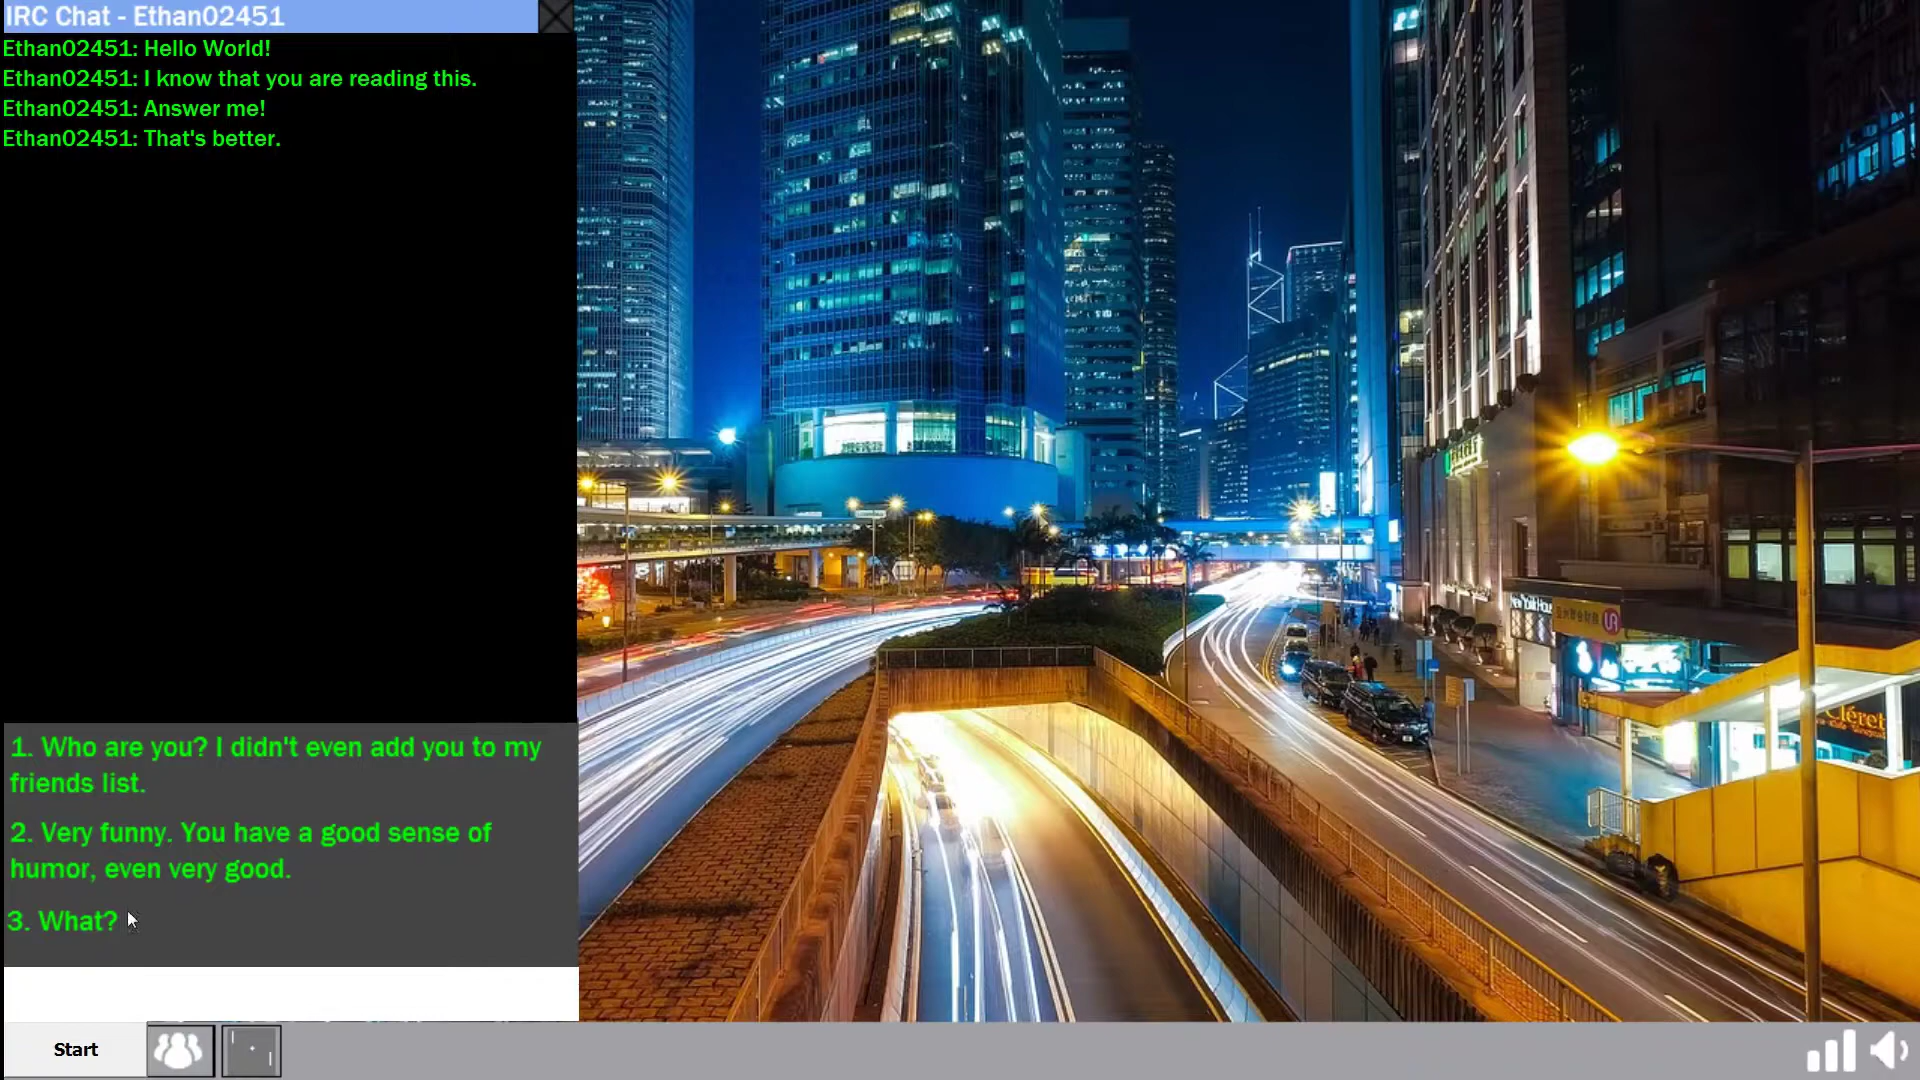 IRC Chat - Ethan02451
Ethan02451: Hello World!
Ethan02451: I know that you are reading this.
Ethan02451: Answer me!
Ethan02451: That's better.
1. Who are you? I didn't even add you to my
friends list.
2. Very funny. You have a good sense of
humor, even very good.
3. What?
Cléret
Start